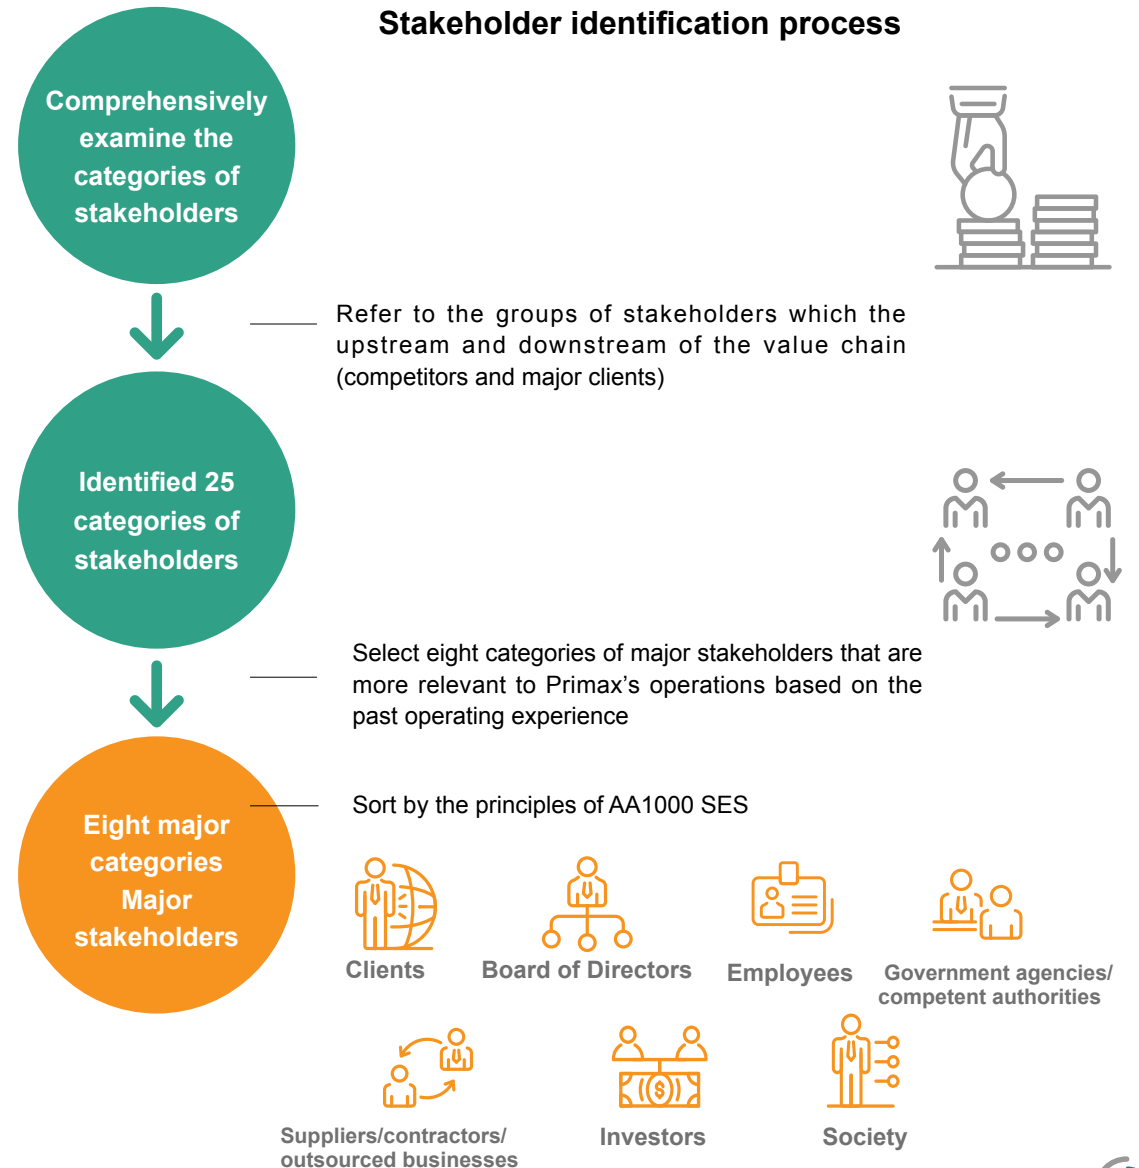 Stakeholder identification process
Comprehensively
examine the
categories of
stakeholders
Refer to the groups of stakeholders which the
upstream and downstream of the value chain
(competitors and major clients)
Identified 25
categories of
stakeholders
Select eight categories of major stakeholders that are
more relevant to Primax’s operations based on the
past operating experience
Eight major
categories
Major
stakeholders
Sort by the principles of AA1000 SES
Clients
Board of Directors
Employees
Government agencies/
competent authorities
Suppliers/contractors/
outsourced businesses
Investors
Society